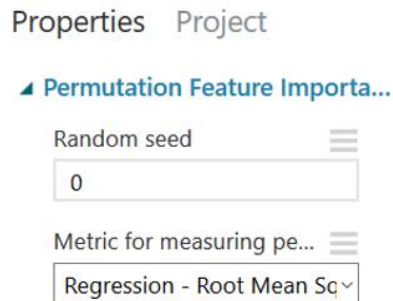 Properties Project
Permutation Feature Importa...
Random seed
0
Metric for measuring pe...
Regression - Root Mean Sq